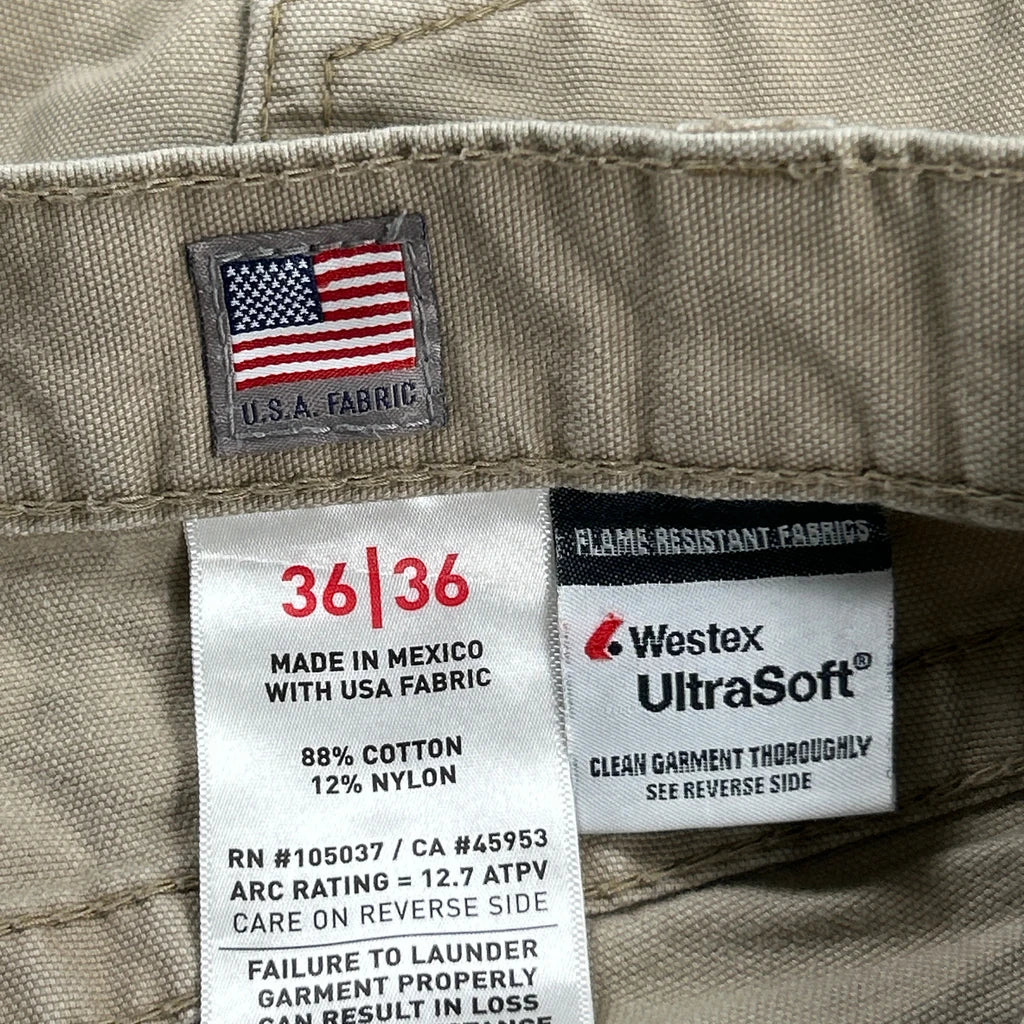 U.S.A. FABRIC
36|36
MADE IN MEXICO
WITH USA FABRIC
88% COTTON
12% NYLON
RN #105037 / CA #45953
ARC RATING = 12.7 ATPV
CARE ON REVERSE SIDE
FAILURE TO LAUNDER
GARMENT PROPERLY
CAN RESULT IN LOSS
FLAME RESISTANT FABRICS
Westex
UltraSoft®
CLEAN GARMENT THOROUGHLY
SEE REVERSE SIDE